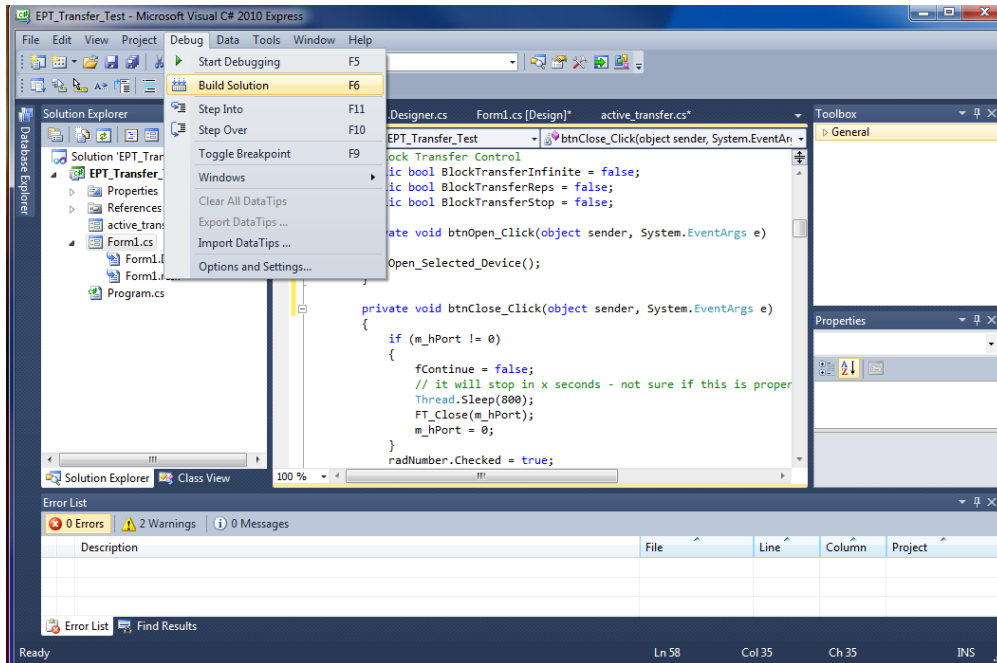 EPT_Transfer_Test - Microsoft Visual C# 2010 Express
File Edit View Project Debug Data Tools Window Help
Start Debugging F5
Build Solution F6
Step Into F11
Step Over F10
Toggle Breakpoint F9
Windows
Clear All DataTips
Export DataTips ...
Import DataTips ...
Options and Settings...
Database Explorer
Solution Explorer
Solution 'EPT_Tran
EPT_Transfer_
Properties
References
active_trans
Form1.cs
Form1.D
Form1.r
Program.cs
Solution Explorer Class View
.Designer.cs Form1.cs [Design]* active_transfer.cs*
EPT_Transfer_Test btnClose_Click(object sender, System.EventAr
ock Transfer Control
ic bool BlockTransferInfinite = false;
ic bool BlockTransferReps = false;
ic bool BlockTransferStop = false;
ate void btnOpen_Click(object sender, System.EventArgs e)
Open_Selected_Device();
}
private void btnClose_Click(object sender, System.EventArgs e)
{
if (m_hPort != 0)
{
fContinue = false;
// it will stop in x seconds - not sure if this is proper
Thread.Sleep(800);
FT_Close(m_hPort);
m_hPort = 0;
}
radNumber.Checked = true;
100 %
Toolbox
General
Properties
Error List
0 Errors 2 Warnings 0 Messages
Description File Line Column Project
Error List Find Results
Ready Ln 58 Col 35 Ch 35 INS